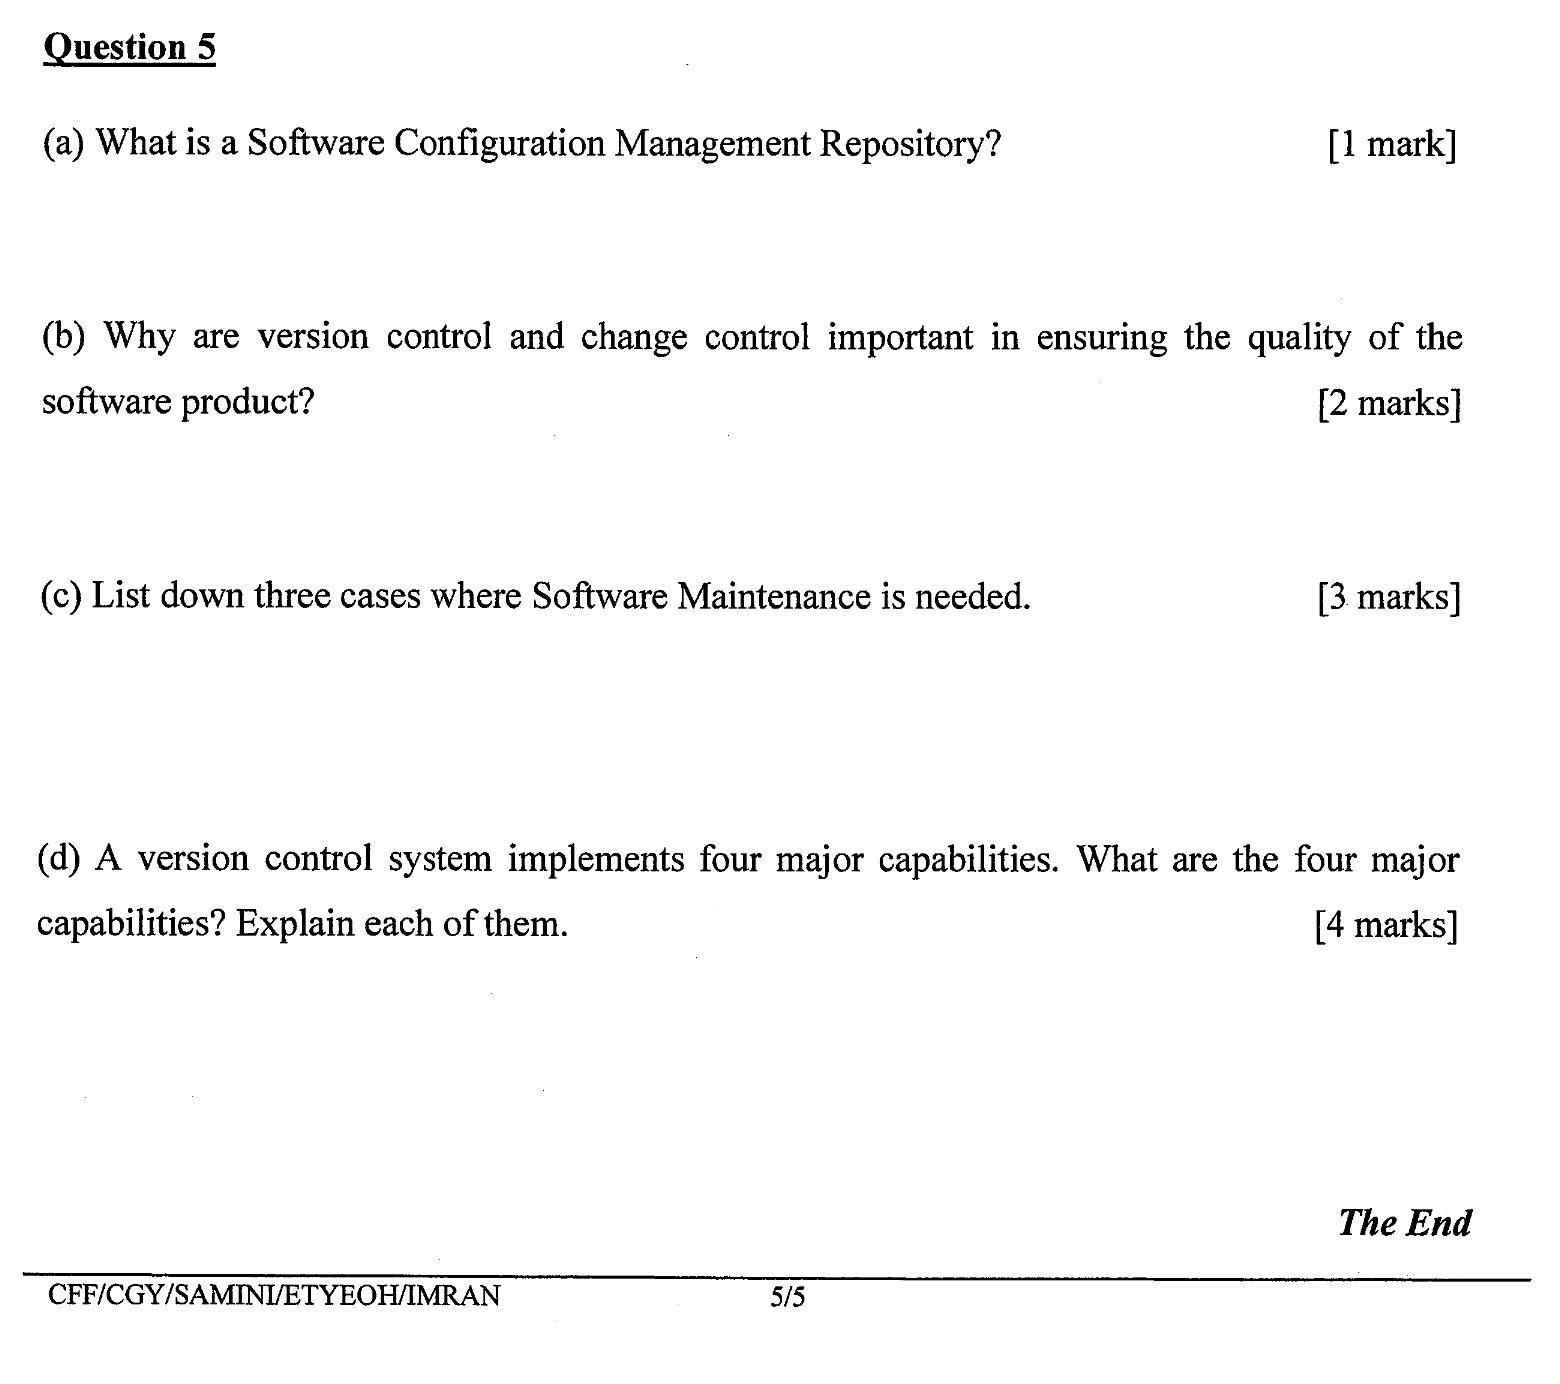 Question 5
(a) What is a Software Configuration Management Repository? [1 mark]
(b) Why are version control and change control important in ensuring the quality of the
software product? [2 marks]
(c) List down three cases where Software Maintenance is needed. [3 marks]
(d) A version control system implements four major capabilities. What are the four major
capabilities? Explain each of them. [4 marks]
The End
CFF/CGY/SAMINI/ETYEOH/IMRAN 5/5